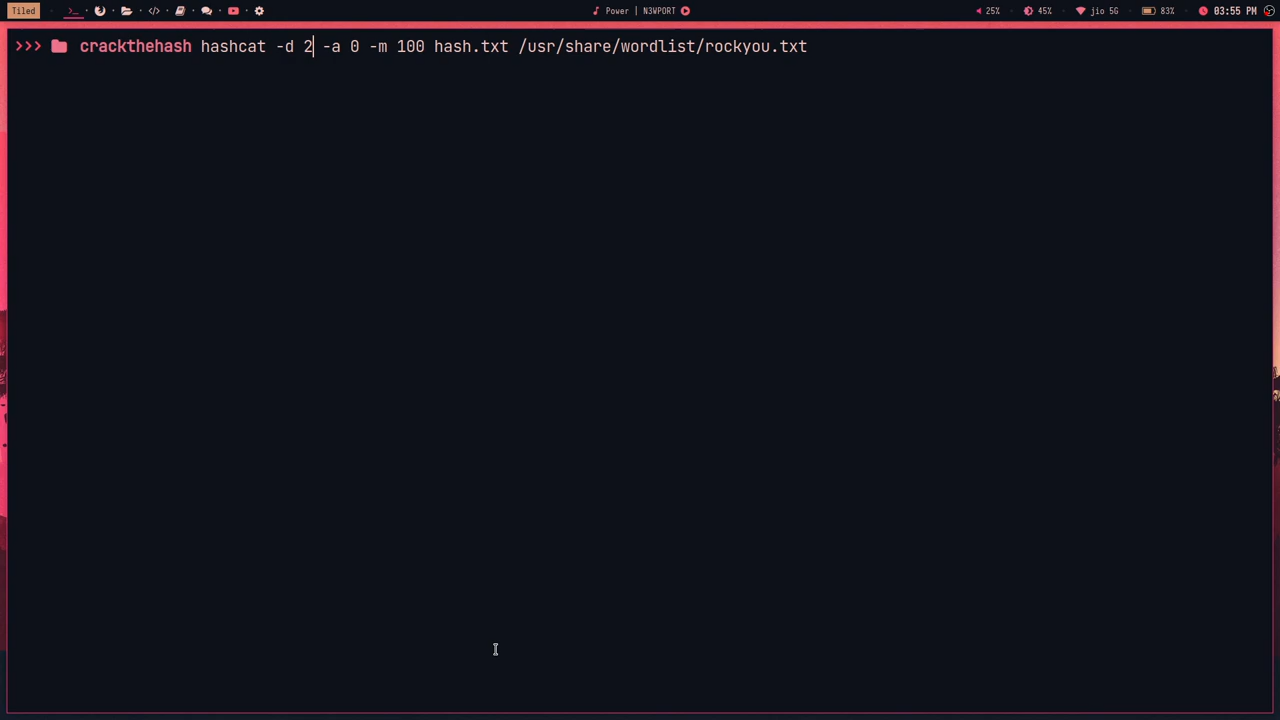 Tiled
Power | N3WPORT
25%
45%
jio 5G
83%
03:55 PM
>>> crackthehash hashcat -d 2 -a 0 -m 100 hash.txt /usr/share/wordlist/rockyou.txt